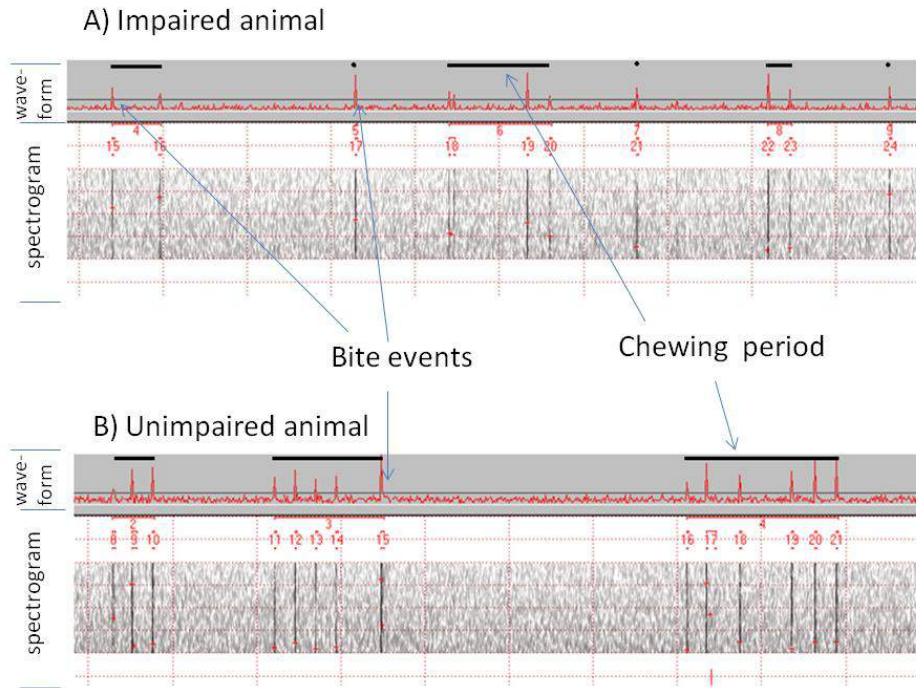 A) Impaired animal
wave-
form
4 5 6 7 8 9
15 16 17 18 19 20 21 22 23 24
spectrogram
Bite events
Chewing period
B) Unimpaired animal
wave-
form
2 3 4
8 9 10 11 12 13 14 15 16 17 18 19 20 21
spectrogram